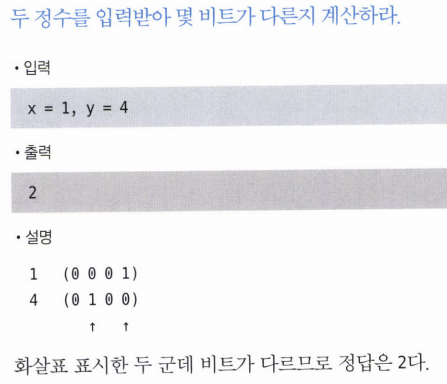 두 정수를 입력받아 몇 비트가 다른지 계산하라.
• 입력
x = 1, y = 4
• 출력
2
• 설명
1 (0 0 0 1)
4 (0 1 0 0)
↑ ↑
화살표 표시한 두 군데 비트가 다르므로 정답은 2다.